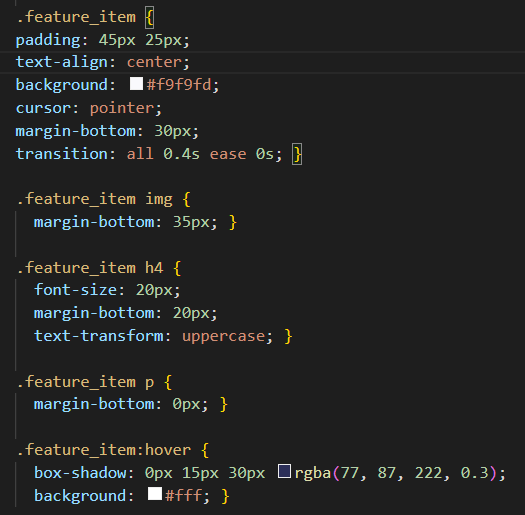 .feature_item {
padding: 45px 25px;
text-align: center;
background: #f9f9fd;
cursor: pointer;
margin-bottom: 30px;
transition: all 0.4s ease 0s; }
.feature_item img {
margin-bottom: 35px; }
.feature_item h4 {
font-size: 20px;
margin-bottom: 20px;
text-transform: uppercase; }
.feature_item p {
margin-bottom: 0px; }
.feature_item:hover {
box-shadow: 0px 15px 30px rgba(77, 87, 222, 0.3);
background: #fff; }